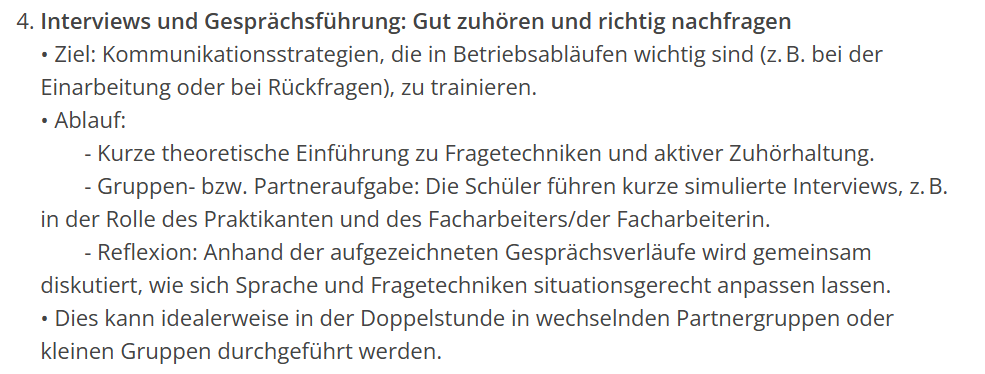 4. Interviews und Gesprächsführung: Gut zuhören und richtig nachfragen
• Ziel: Kommunikationsstrategien, die in Betriebsabläufen wichtig sind (z. B. bei der
Einarbeitung oder bei Rückfragen), zu trainieren.
• Ablauf:
- Kurze theoretische Einführung zu Fragetechniken und aktiver Zuhörhaltung.
- Gruppen- bzw. Partneraufgabe: Die Schüler führen kurze simulierte Interviews, z. B.
in der Rolle des Praktikanten und des Facharbeiters/der Facharbeiterin.
- Reflexion: Anhand der aufgezeichneten Gesprächsverläufe wird gemeinsam
diskutiert, wie sich Sprache und Fragetechniken situationsgerecht anpassen lassen.
• Dies kann idealerweise in der Doppelstunde in wechselnden Partnergruppen oder
kleinen Gruppen durchgeführt werden.